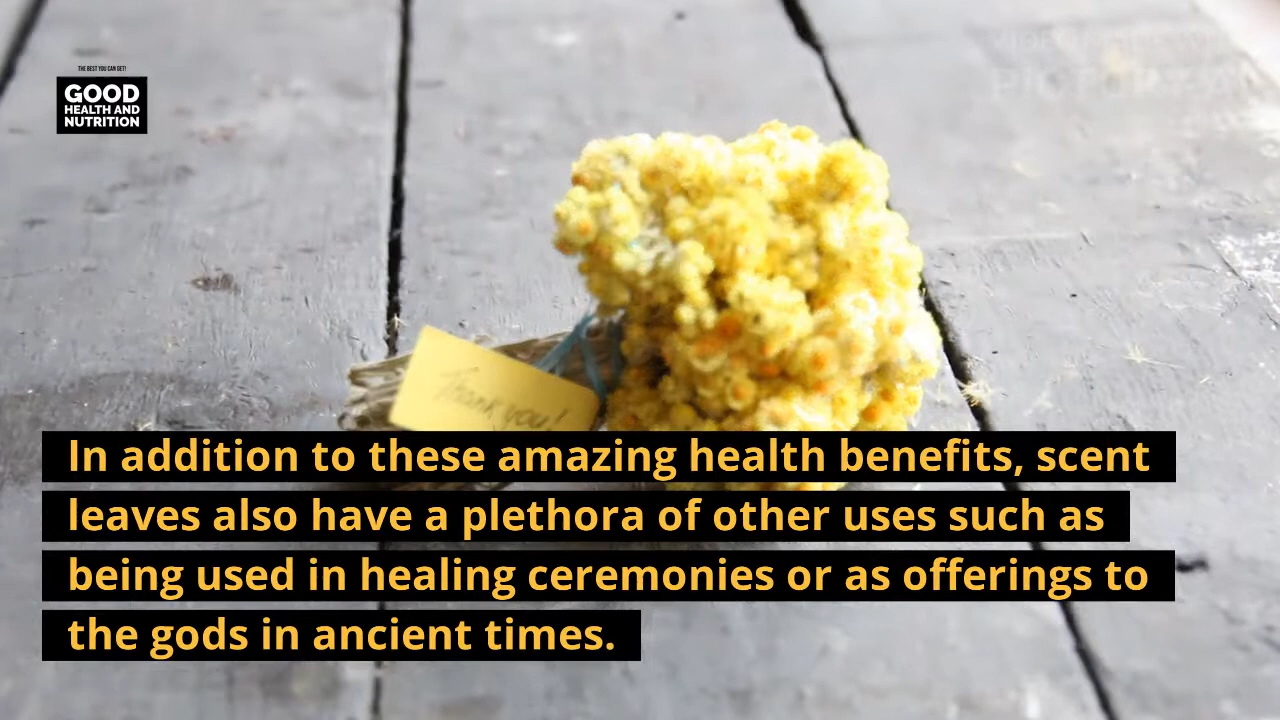 THE BEST YOU CAN GET!
GOOD
HEALTH AND
NUTRITION
Thank you!
In addition to these amazing health benefits, scent
leaves also have a plethora of other uses such as
being used in healing ceremonies or as offerings to
the gods in ancient times.